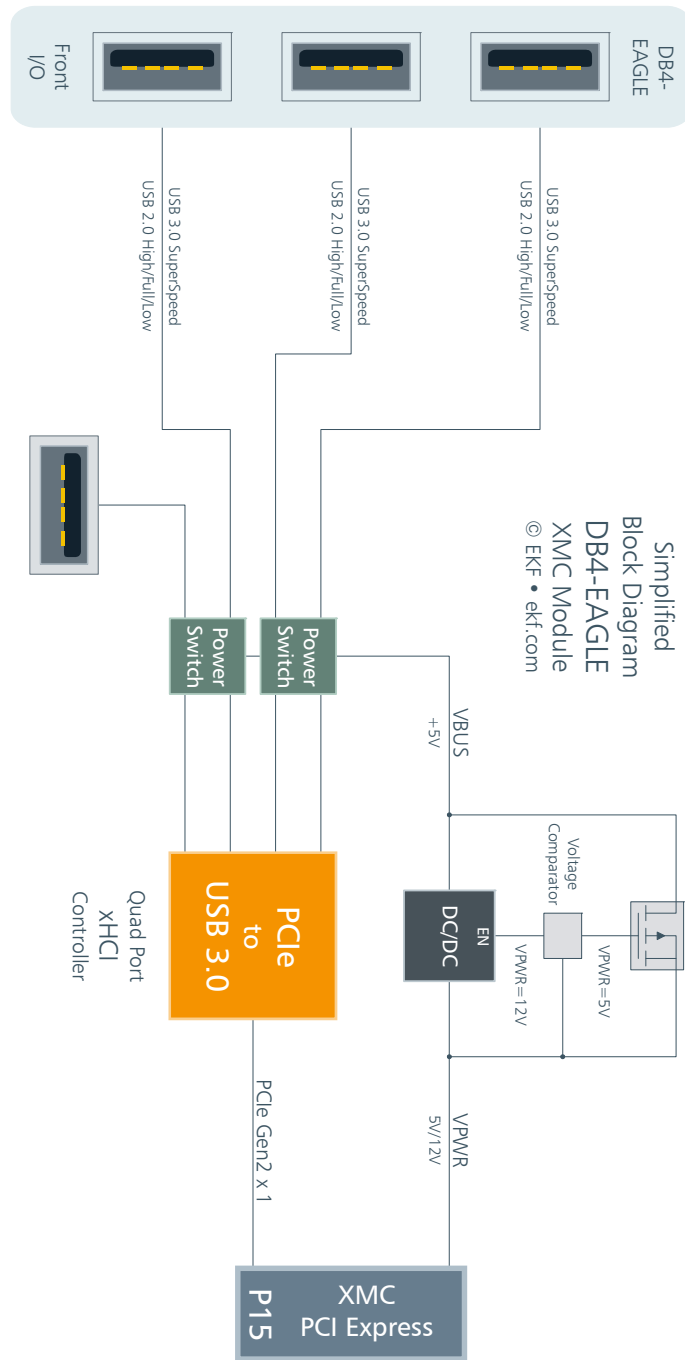 DB4-
EAGLE
Front
I/O
USB 3.0 SuperSpeed
USB 2.0 High/Full/Low
USB 3.0 SuperSpeed
USB 2.0 High/Full/Low
USB 3.0 SuperSpeed
USB 2.0 High/Full/Low
Simplified
Block Diagram
DB4-EAGLE
XMC Module
© EKF • ekf.com
Power
Switch
Power
Switch
VBUS
+5V
Voltage
Comparator
EN
DC/DC
VPWR=5V
VPWR=12V
PCIe
to
USB 3.0
Quad Port
xHCI
Controller
VPWR
5V/12V
PCIe Gen2 x 1
XMC
PCI Express
P15